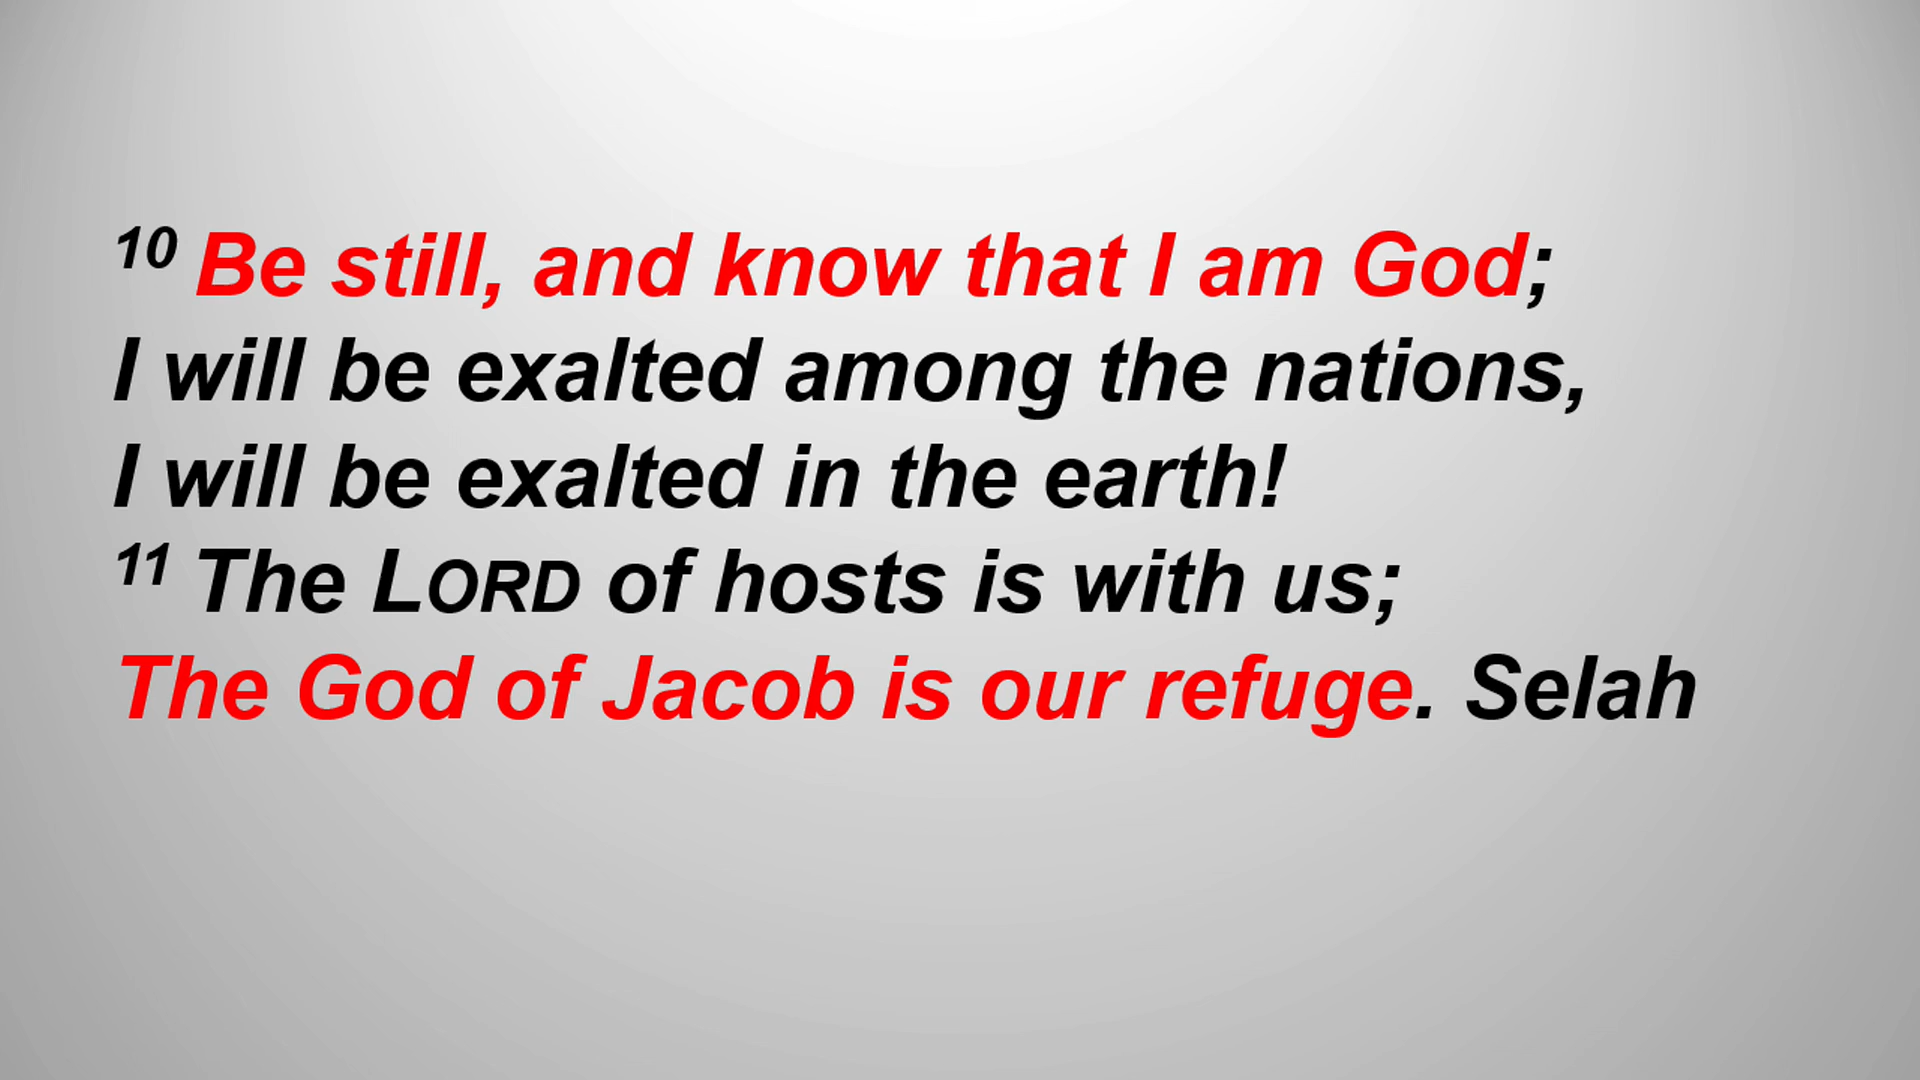 10 Be still, and know that I am God;
I will be exalted among the nations,
I will be exalted in the earth!
11 The LORD of hosts is with us;
The God of Jacob is our refuge. Selah